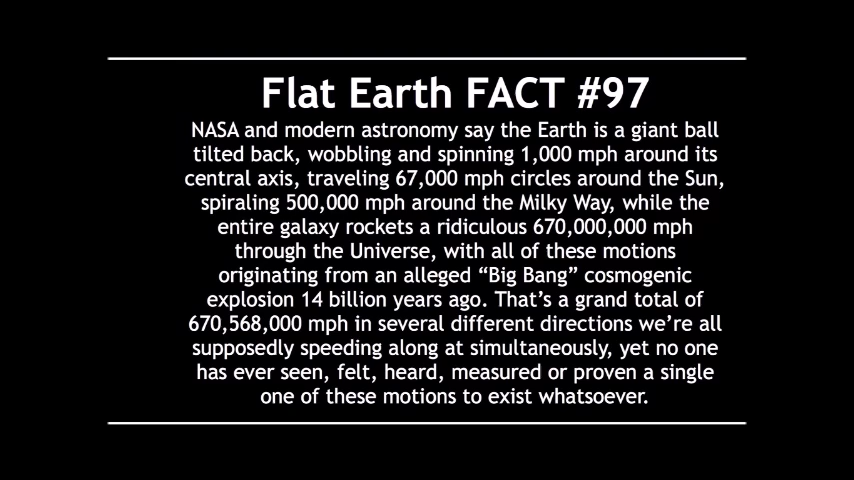 Flat Earth FACT #97
NASA and modern astronomy say the Earth is a giant ball
tilted back, wobbling and spinning 1,000 mph around its
central axis, traveling 67,000 mph circles around the Sun,
spiraling 500,000 mph around the Milky Way, while the
entire galaxy rockets a ridiculous 670,000,000 mph
through the Universe, with all of these motions
originating from an alleged “Big Bang” cosmogenic
explosion 14 billion years ago. That’s a grand total of
670,568,000 mph in several different directions we’re all
supposedly speeding along at simultaneously, yet no one
has ever seen, felt, heard, measured or proven a single
one of these motions to exist whatsoever.